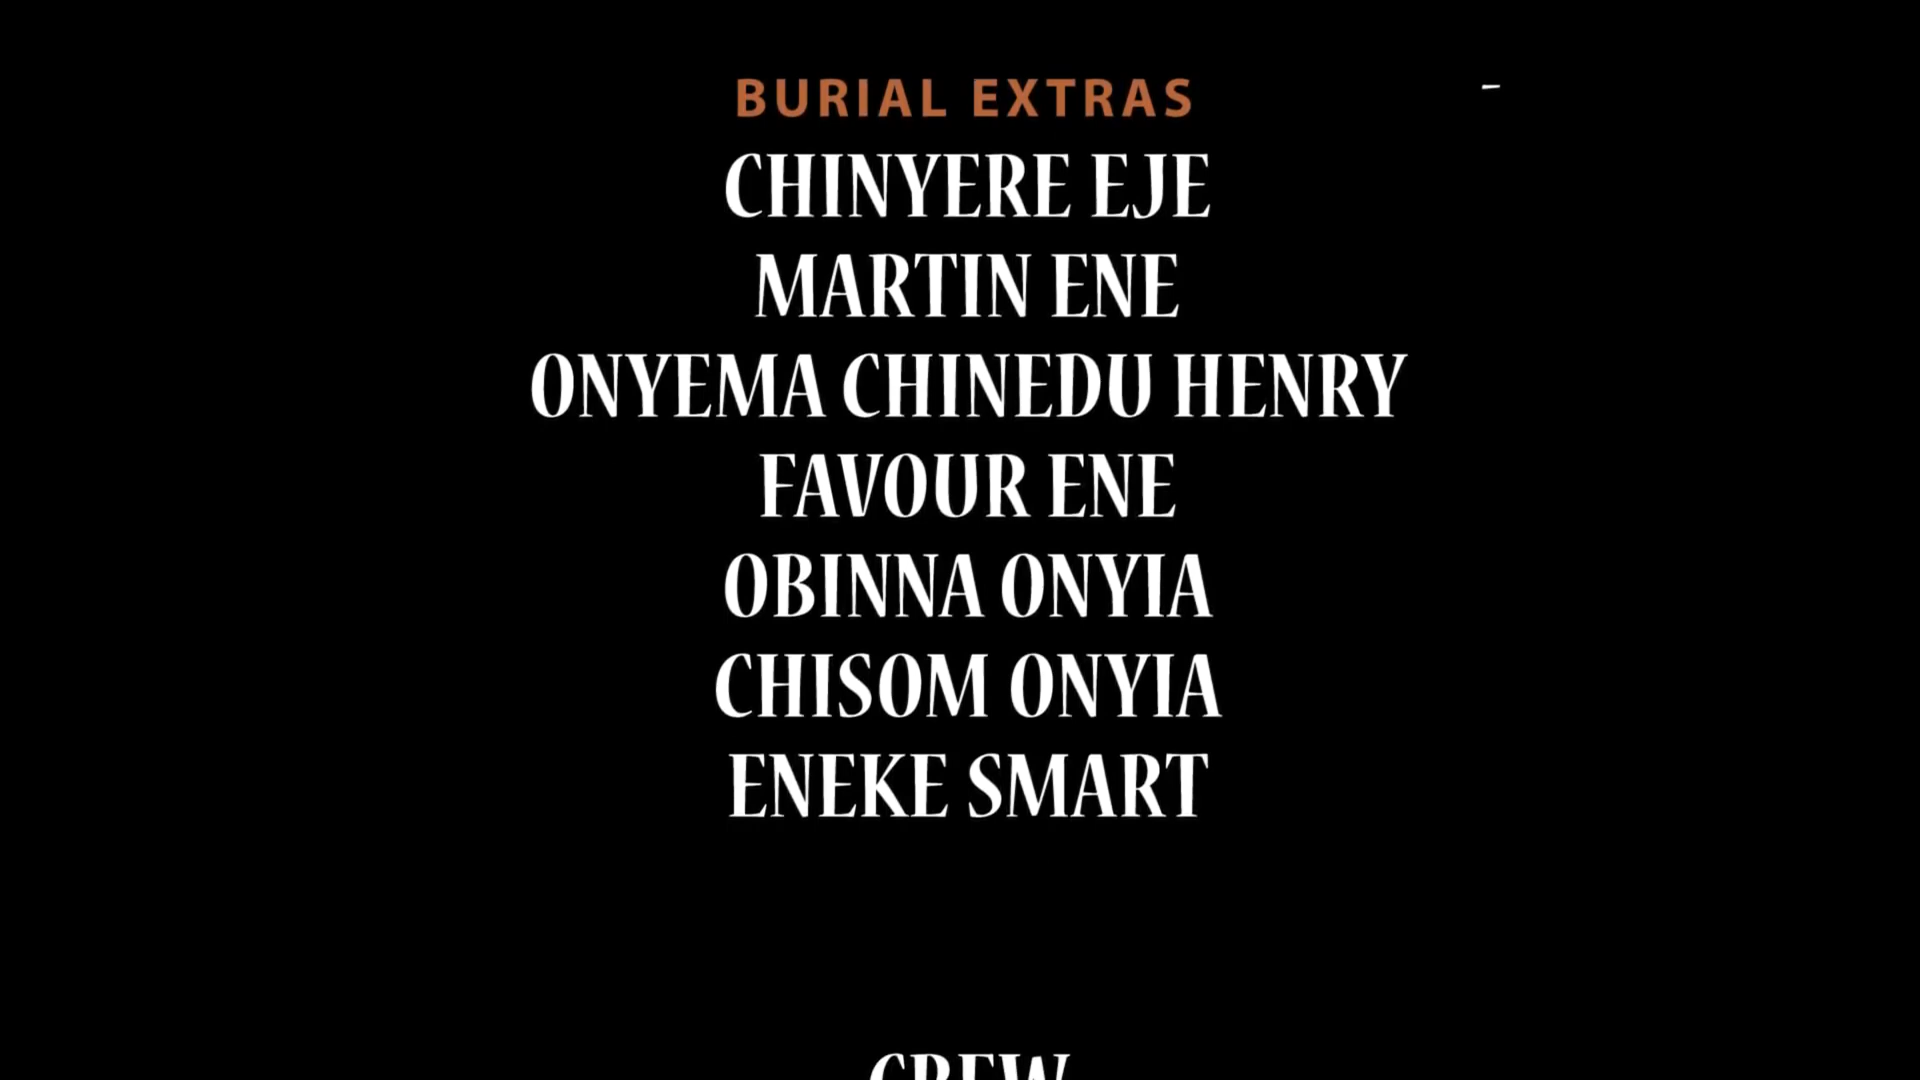 BURIAL EXTRAS
CHINYERE EJE
MARTIN ENE
ONYEMA CHINEDU HENRY
FAVOUR ENE
OBINNA ONYIA
CHISOM ONYIA
ENEKE SMART
CREW